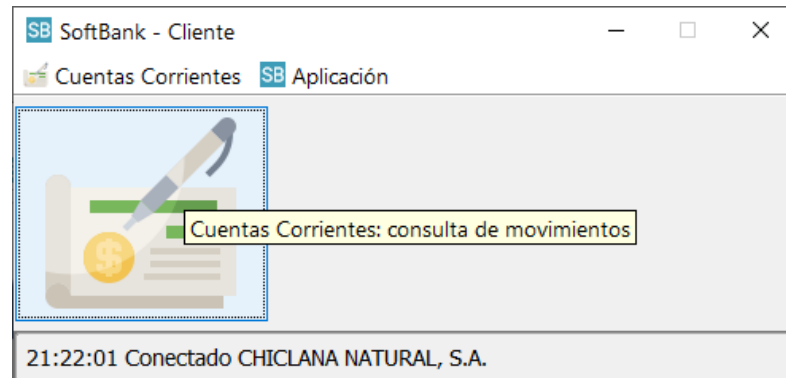 SB SoftBank - Cliente
Cuentas Corrientes SB Aplicación
$
Cuentas Corrientes: consulta de movimientos
21:22:01 Conectado CHICLANA NATURAL, S.A.